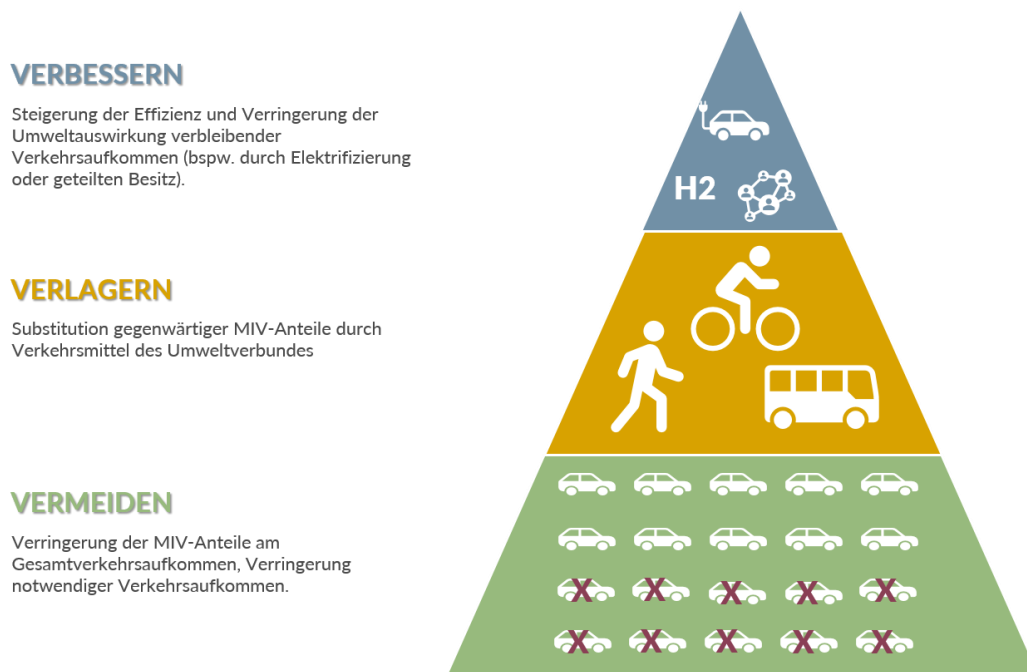 VERBESSERN
Steigerung der Effizienz und Verringerung der
Umweltauswirkung verbleibender
Verkehrsaufkommen (bspw. durch Elektrifizierung
oder geteilten Besitz).
H2
VERLAGERN
Substitution gegenwärtiger MIV-Anteile durch
Verkehrsmittel des Umweltverbundes
VERMEIDEN
Verringerung der MIV-Anteile am
Gesamtverkehrsaufkommen, Verringerung
notwendiger Verkehrsaufkommen.
X X X X X
X X X X X